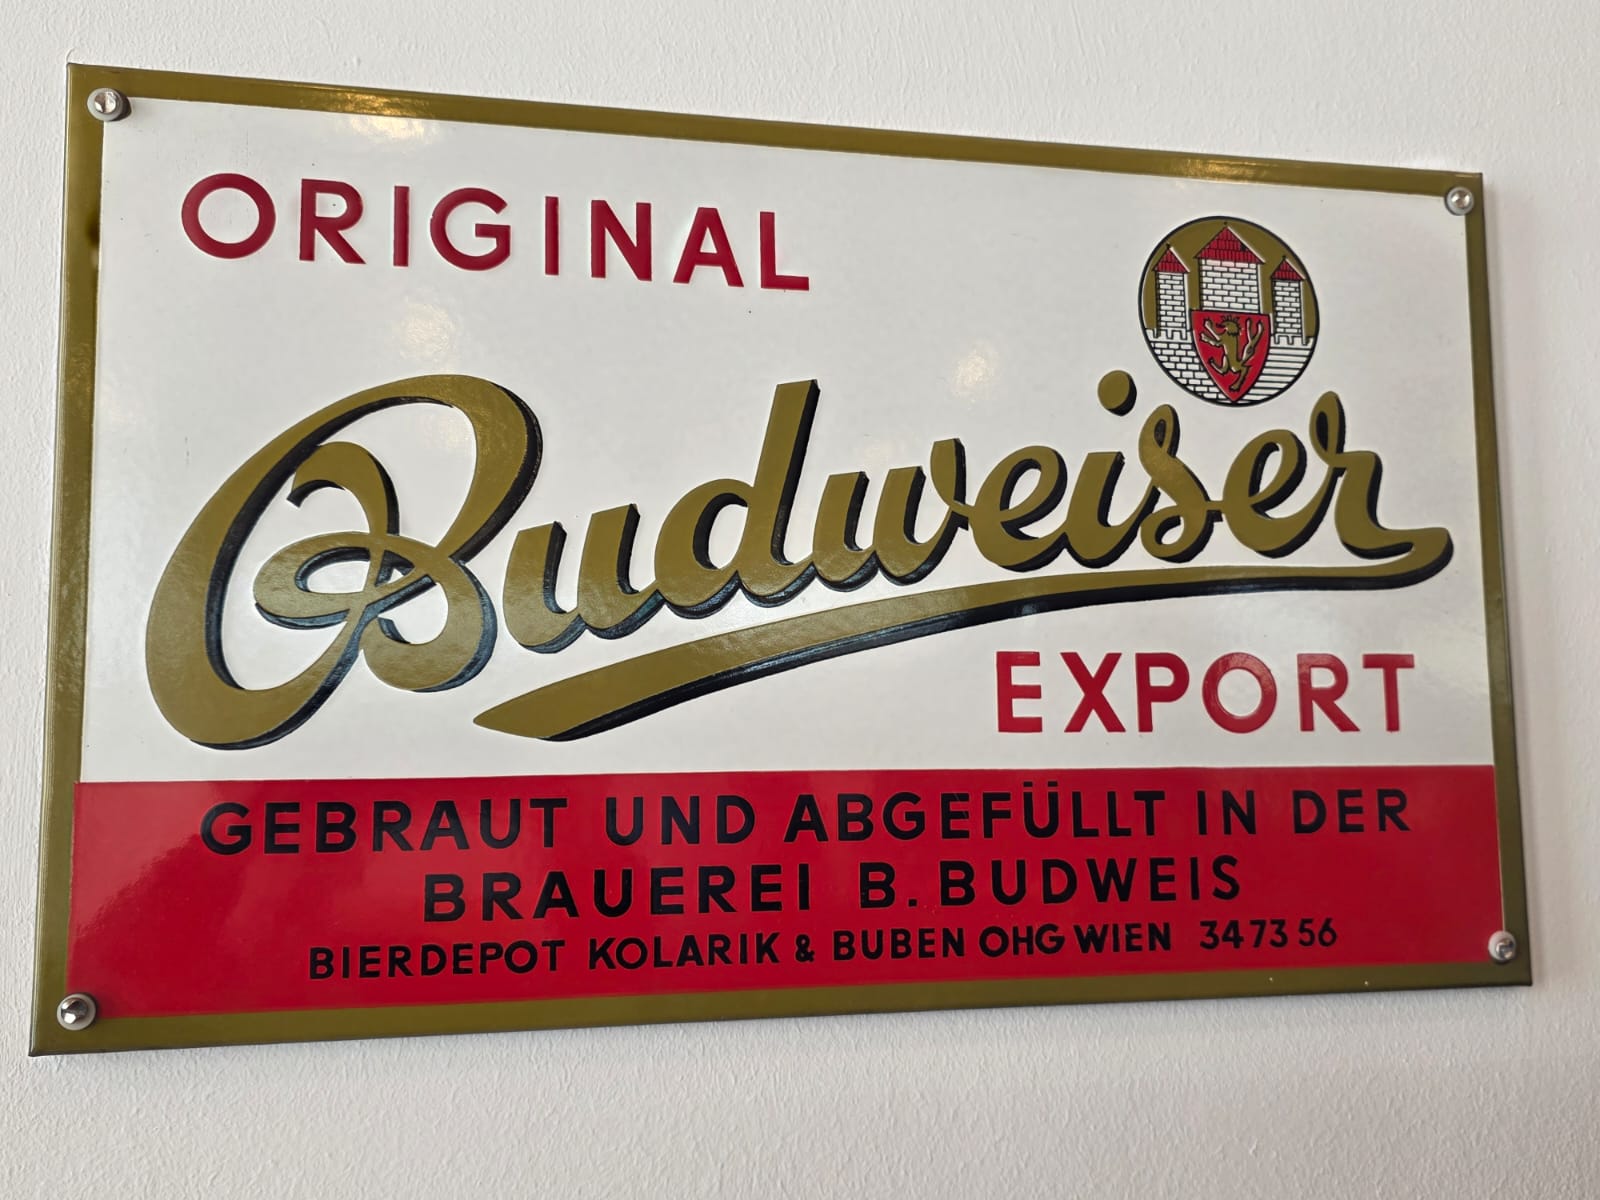 ORIGINAL
Budweiser
EXPORT
GEBRAUT UND ABGEFÜLLT IN DER
BRAUEREI B. BUDWEIS
BIERDEPOT KOLARIK & BUBEN OHG WIEN 34 73 56